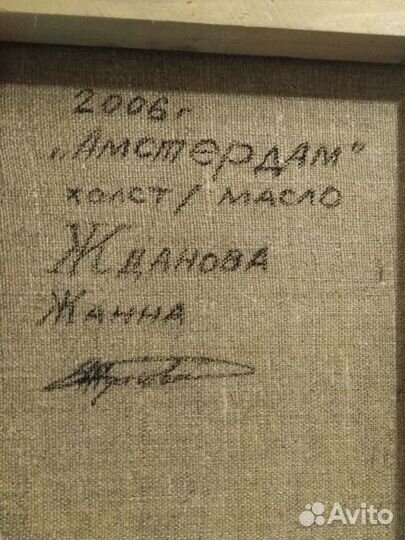 2006г
„Амстердам"
холст / масло
Жданова
Жанна
Avito